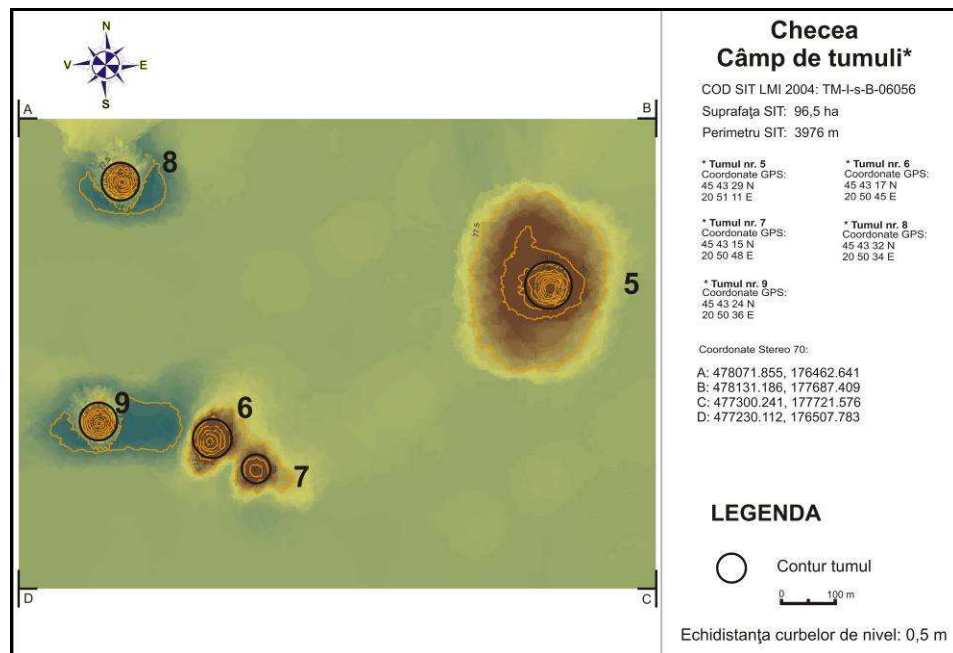 Checea
Câmp de tumuli*
COD SIT LMI 2004: TM-I-s-B-06056
Suprafaţa SIT: 96,5 ha
Perimetru SIT: 3976 m
* Tumul nr. 5
Coordonate GPS:
45 43 29 N
20 51 11 E
* Tumul nr. 6
Coordonate GPS:
45 43 17 N
20 50 45 E
* Tumul nr. 7
Coordonate GPS:
45 43 15 N
20 50 48 E
* Tumul nr. 8
Coordonate GPS:
45 43 32 N
20 50 34 E
* Tumul nr. 9
Coordonate GPS:
45 43 24 N
20 50 36 E
Coordonate Stereo 70:
A: 478071.855, 176462.641
B: 478131.186, 177687.409
C: 477300.241, 177721.576
D: 477230.112, 176507.783
LEGENDA
Contur tumul
0 100 m
Echidistanţa curbelor de nivel: 0,5 m
N
V E
S
A
B
8
77.5
77.5
5
9
6
7
D
C